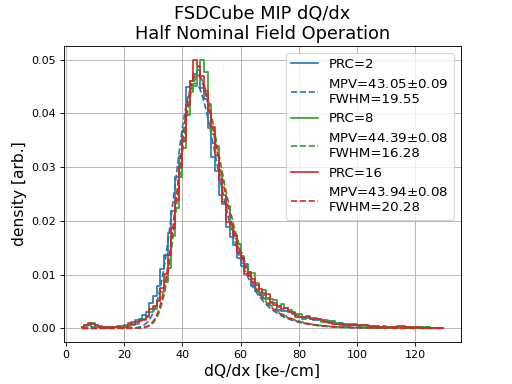 FSDCube MIP dQ/dx
Half Nominal Field Operation
density [arb.]
0.05
0.04
0.03
0.02
0.01
0.00
PRC=2
MPV=43.05±0.09
FWHM=19.55
PRC=8
MPV=44.39±0.08
FWHM=16.28
PRC=16
MPV=43.94±0.08
FWHM=20.28
0 20 40 60 80 100 120
dQ/dx [ke-/cm]